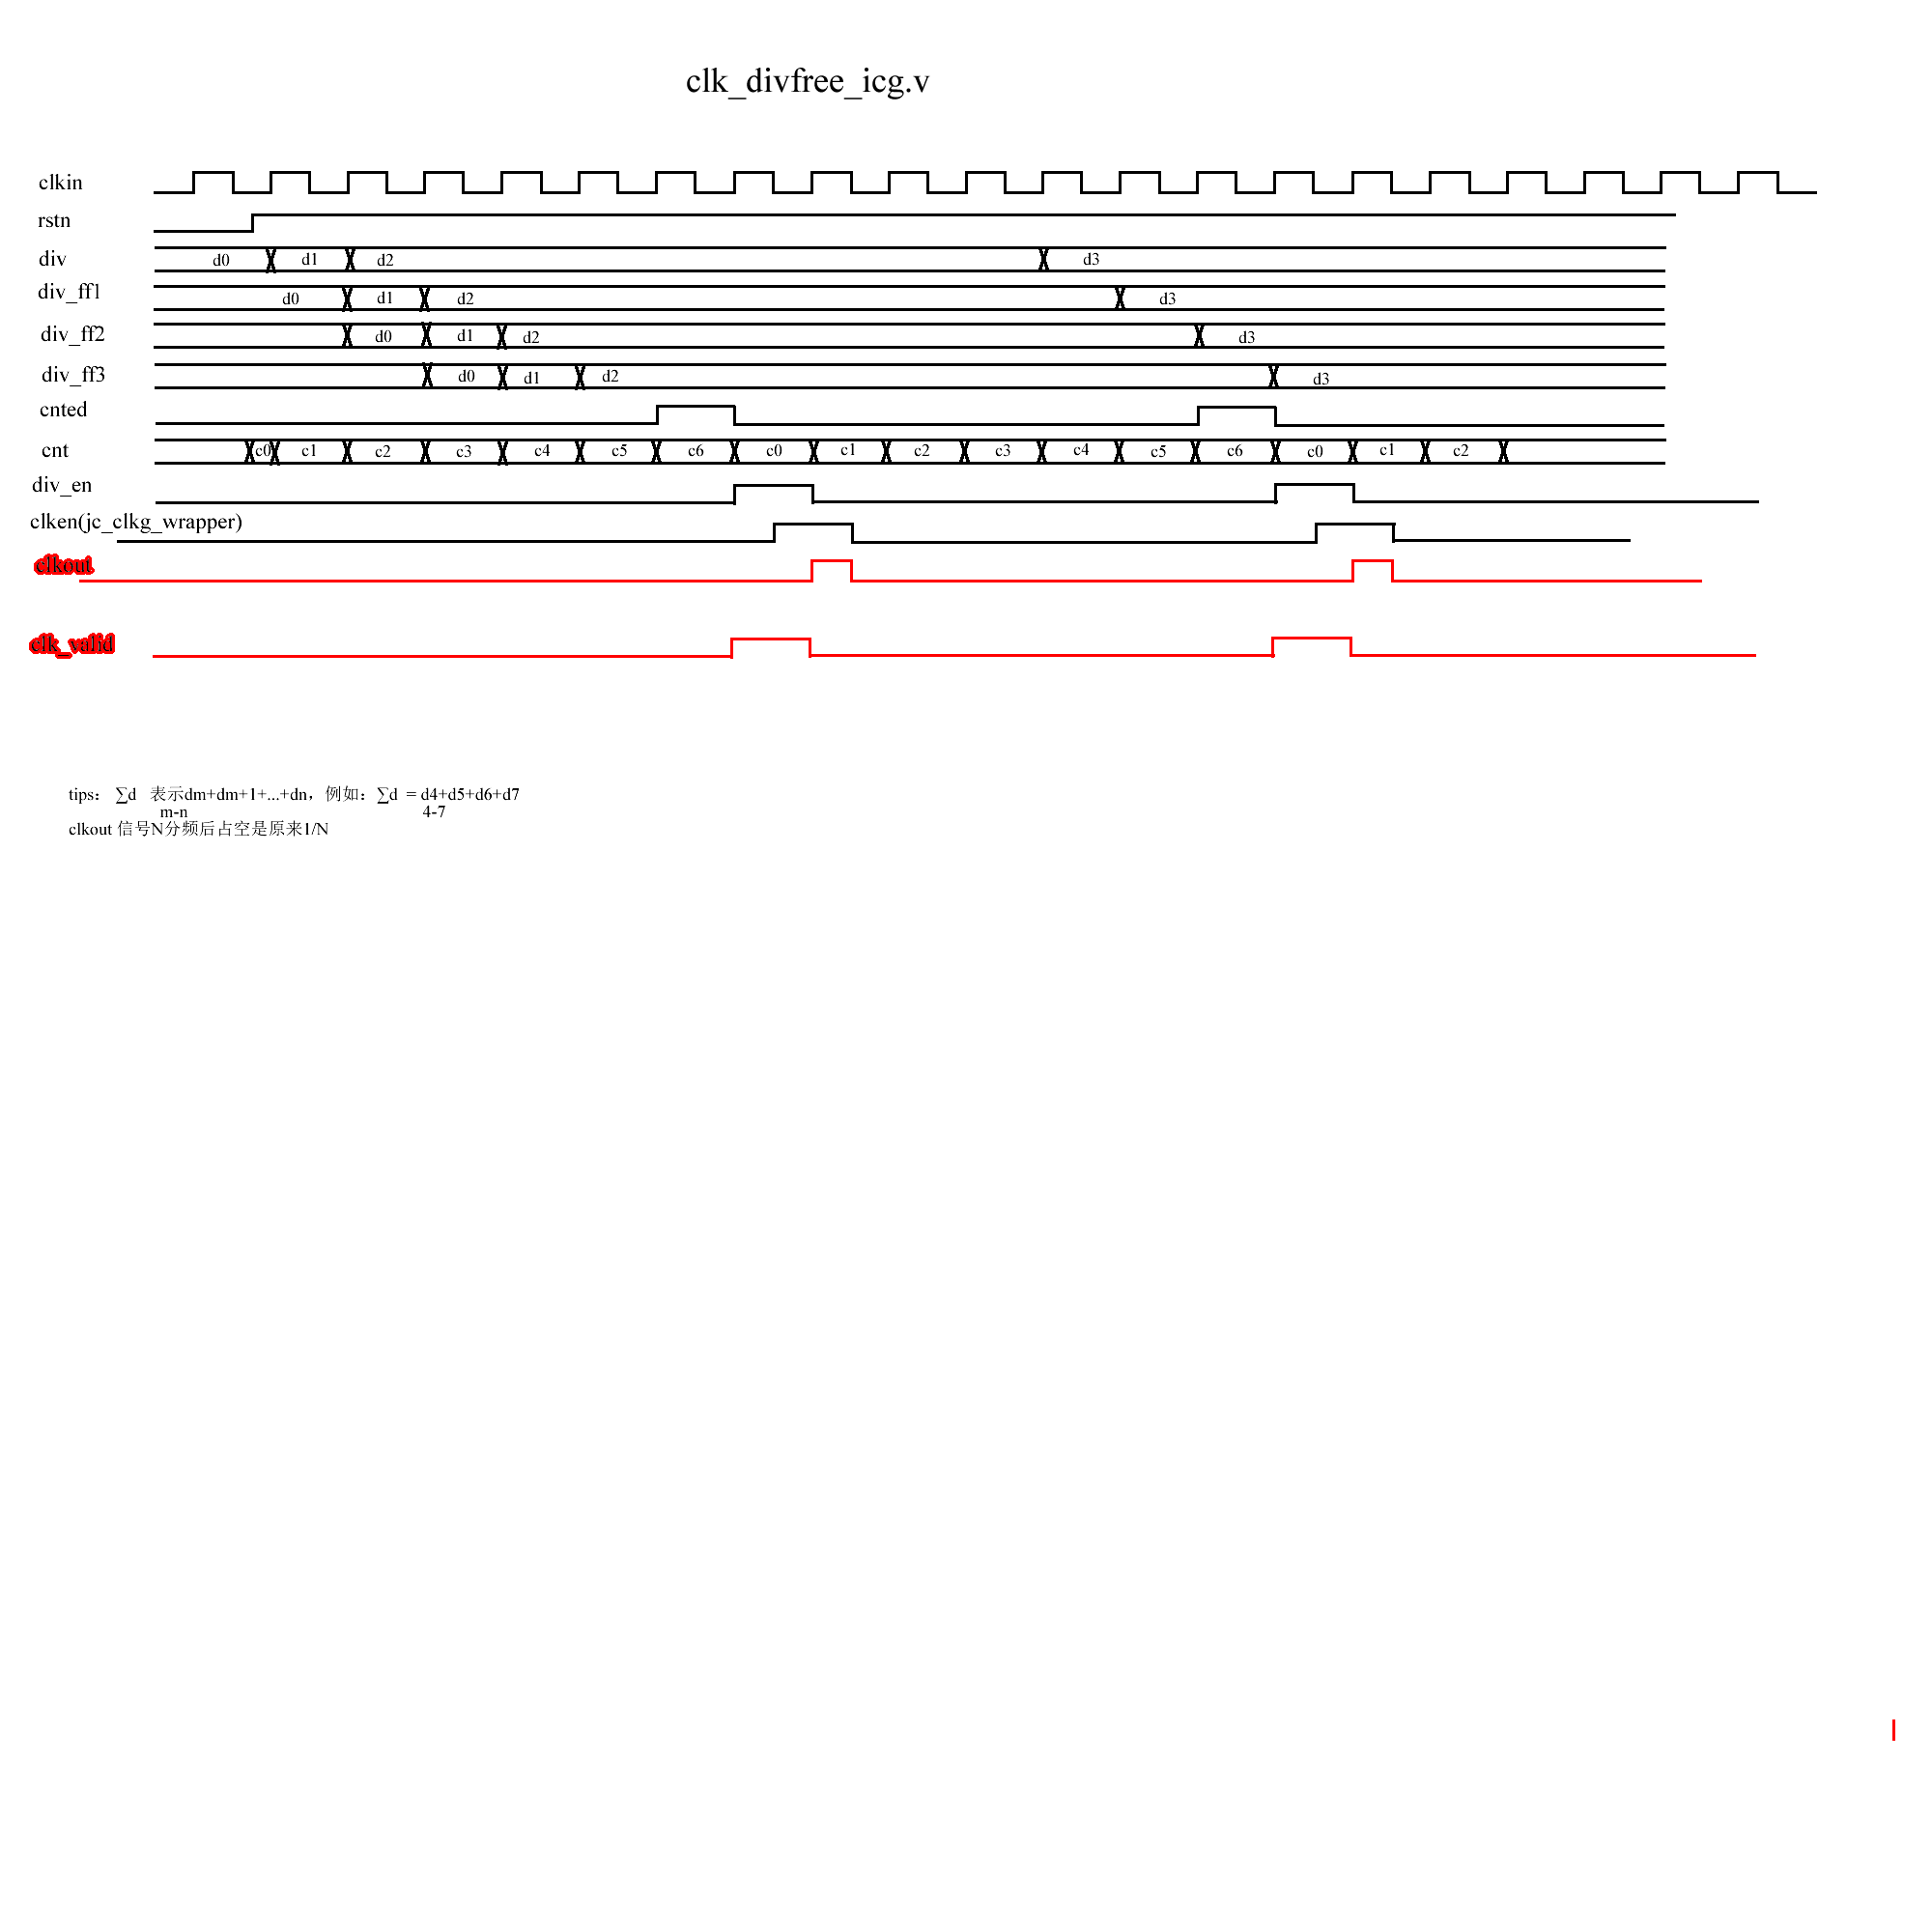 clk_divfree_icg.v
clkin
rstn
div d0 d1 d2 d3
div_ff1 d0 d1 d2 d3
div_ff2 d0 d1 d2 d3
div_ff3 d0 d1 d2 d3
cnted
cnt c0 c1 c2 c3 c4 c5 c6 c0 c1 c2 c3 c4 c5 c6 c0 c1 c2
div_en
clken(jc_clkg_wrapper)
clkout
clk_valid
tips： ∑d 表示dm+dm+1+...+dn，例如：∑d = d4+d5+d6+d7
m-n 4-7
clkout 信号N分频后占空是原来1/N